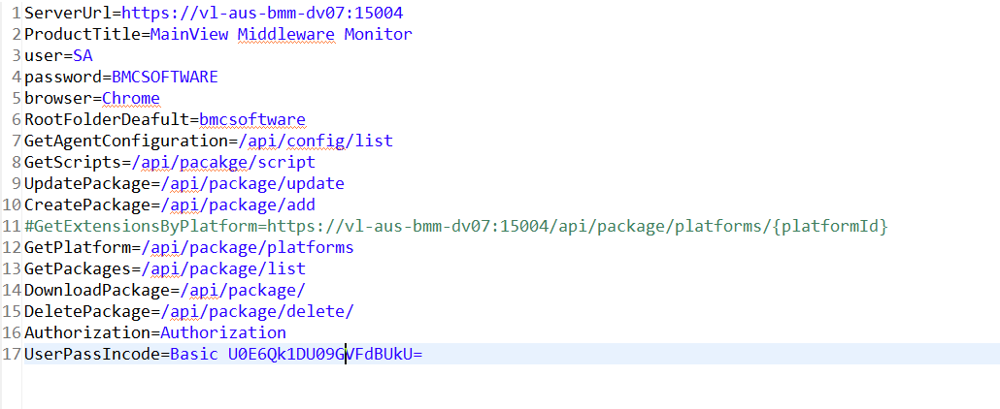 1 ServerUrl=https://vl-aus-bmm-dv07:15004
2 ProductTitle=MainView Middleware Monitor
3 user=SA
4 password=BMCSOFTWARE
5 browser=Chrome
6 RootFolderDeafult=bmcsoftware
7 GetAgentConfiguration=/api/config/list
8 GetScripts=/api/pacakge/script
9 UpdatePackage=/api/package/update
10 CreatePackage=/api/package/add
11 #GetExtensionsByPlatform=https://vl-aus-bmm-dv07:15004/api/package/platforms/{platformId}
12 GetPlatform=/api/package/platforms
13 GetPackages=/api/package/list
14 DownloadPackage=/api/package/
15 DeletePackage=/api/package/delete/
16 Authorization=Authorization
17 UserPassIncode=Basic U0E6Qk1DU09GVFdBUkU=